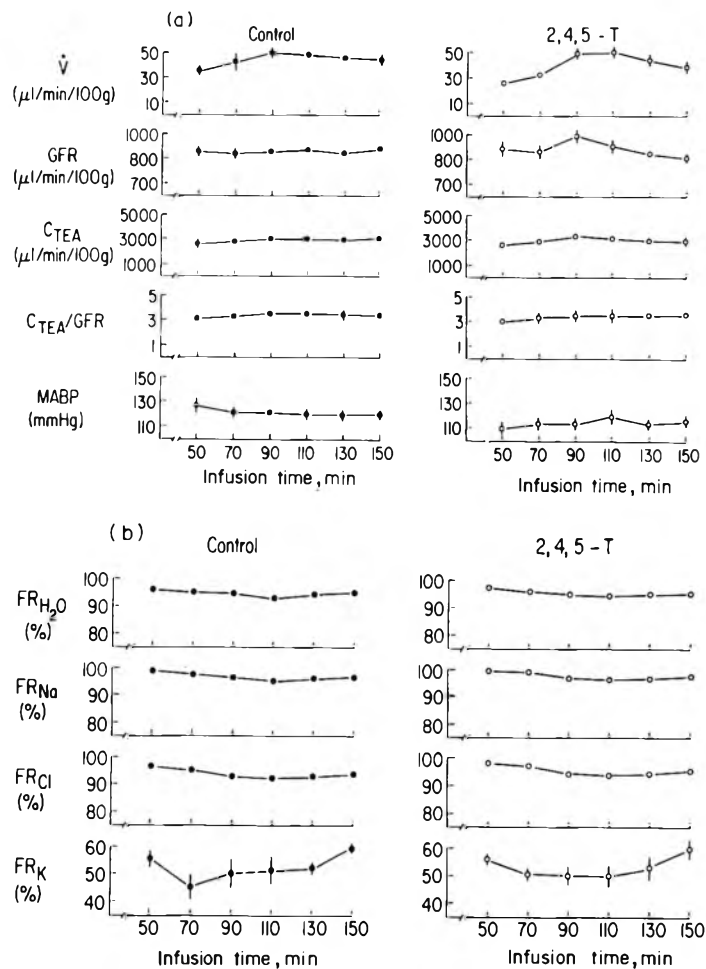 (a)
Control
2,4,5-T
V̇
(μl/min/100g)
50
30
10
50
30
10
GFR
(μl/min/100g)
1000
800
700
1000
800
700
CTEA
(μl/min/100g)
5000
3000
1000
5000
3000
1000
CTEA/GFR
5
3
1
5
3
1
MABP
(mmHg)
150
130
110
150
130
110
50 70 90 110 130 150
50 70 90 110 130 150
Infusion time, min
Infusion time, min
(b)
Control
2,4,5-T
FRH2O
(%)
100
90
80
100
90
80
FRNa
(%)
100
90
80
100
90
80
FRCl
(%)
100
90
80
100
90
80
FRK
(%)
60
50
40
60
50
40
50 70 90 110 130 150
50 70 90 110 130 150
Infusion time, min
Infusion time, min